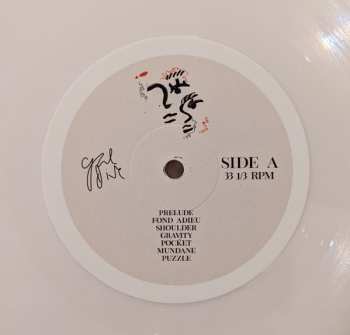 SIDE A
33 1/3 RPM
PRELUDE
FOND ADIEU
SHOULDER
GRAVITY
POCKET
MUNDANE
PUZZLE